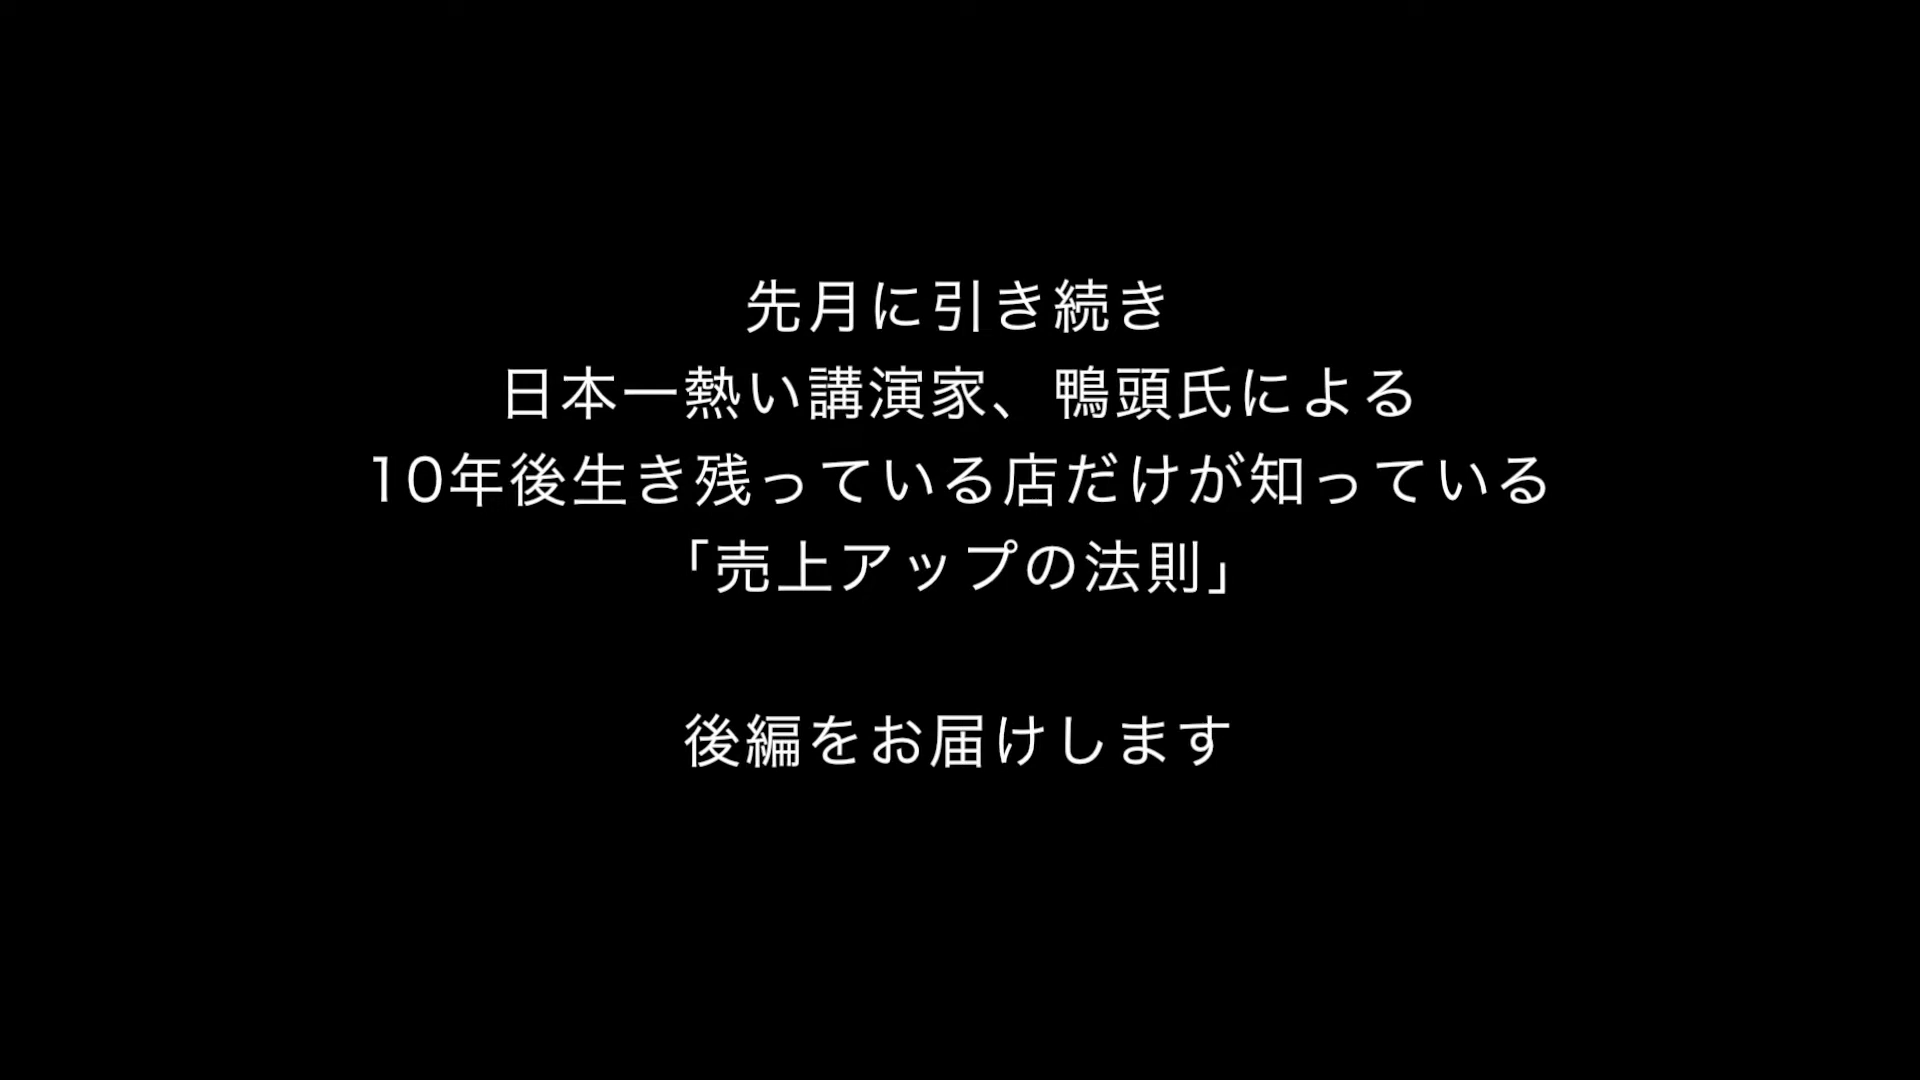 先月に引き続き
日本一熱い講演家、鴨頭氏による
10年後生き残っている店だけが知っている
「売上アップの法則」
後編をお届けします